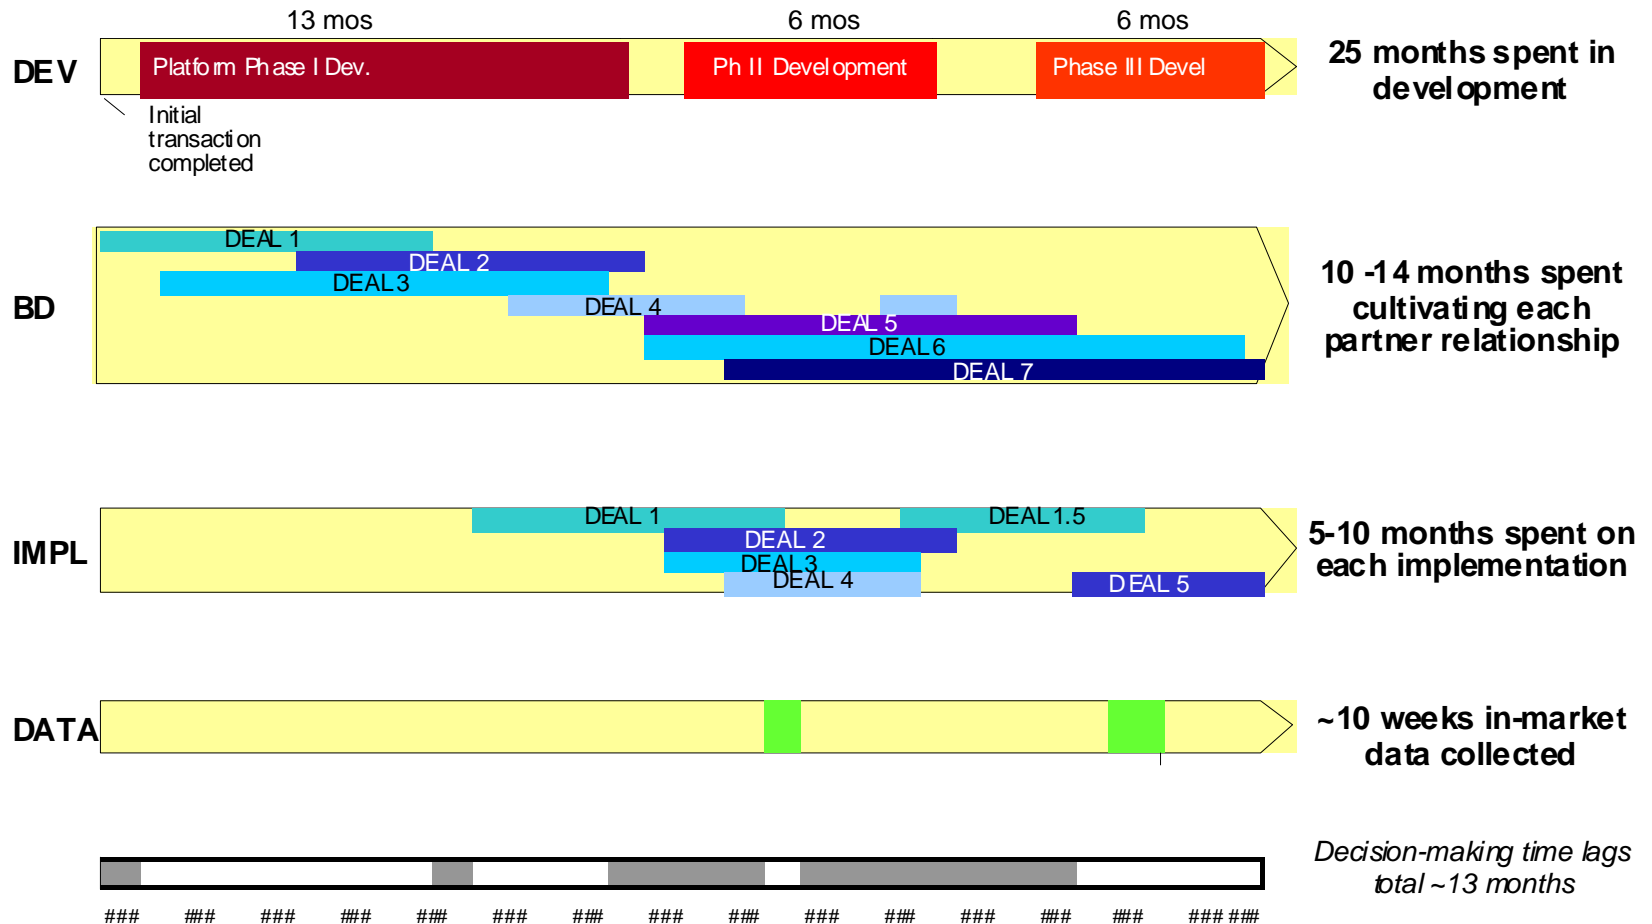 13 mos 6 mos 6 mos
DEV
Platform Phase I Dev.
Ph II Development
Phase III Devel
25 months spent in
development
Initial
transaction
completed
BD
DEAL 1
DEAL 2
DEAL 3
DEAL 4
DEAL 5
DEAL 6
DEAL 7
10 -14 months spent
cultivating each
partner relationship
IMPL
DEAL 1
DEAL 1.5
DEAL 2
DEAL 3
DEAL 4
DEAL 5
5-10 months spent on
each implementation
DATA
~10 weeks in-market
data collected
Decision-making time lags
total ~13 months
### ### ### ### ### ### ### ### ### ### ### ### ### ### ### ###